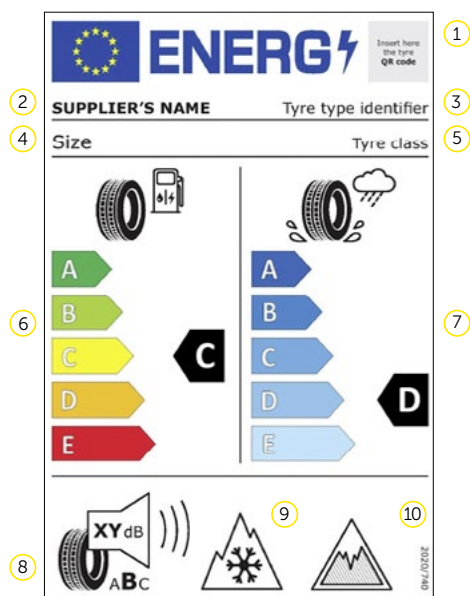 ENERG
Insert here
the tyre
QR code
1
2
SUPPLIER'S NAME
Tyre type identifier
3
4
Size
Tyre class
5
A
B
C
D
E
C
6
A
B
C
D
E
D
7
XY dB
ABC
8
9
10
2020/740